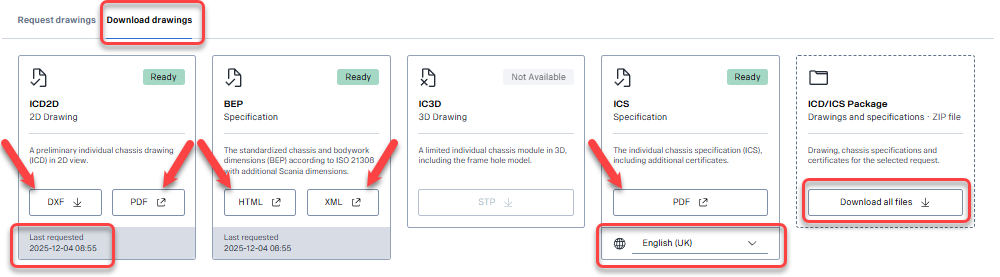 Request drawings
Download drawings
Ready
ICD2D
2D Drawing
A preliminary individual chassis drawing
(ICD) in 2D view.
DXF
PDF
Last requested
2025-12-04 08:55
Ready
BEP
Specification
The standardized chassis and bodywork
dimensions (BEP) according to ISO 21308
with additional Scania dimensions.
HTML
XML
Last requested
2025-12-04 08:55
Not Available
IC3D
3D Drawing
A limited individual chassis module in 3D,
including the frame hole model.
STP
Ready
ICS
Specification
The individual chassis specification (ICS),
including additional certificates.
PDF
English (UK)
ICD/ICS Package
Drawings and specifications · ZIP file
Drawing, chassis specifications and
certificates for the selected request.
Download all files